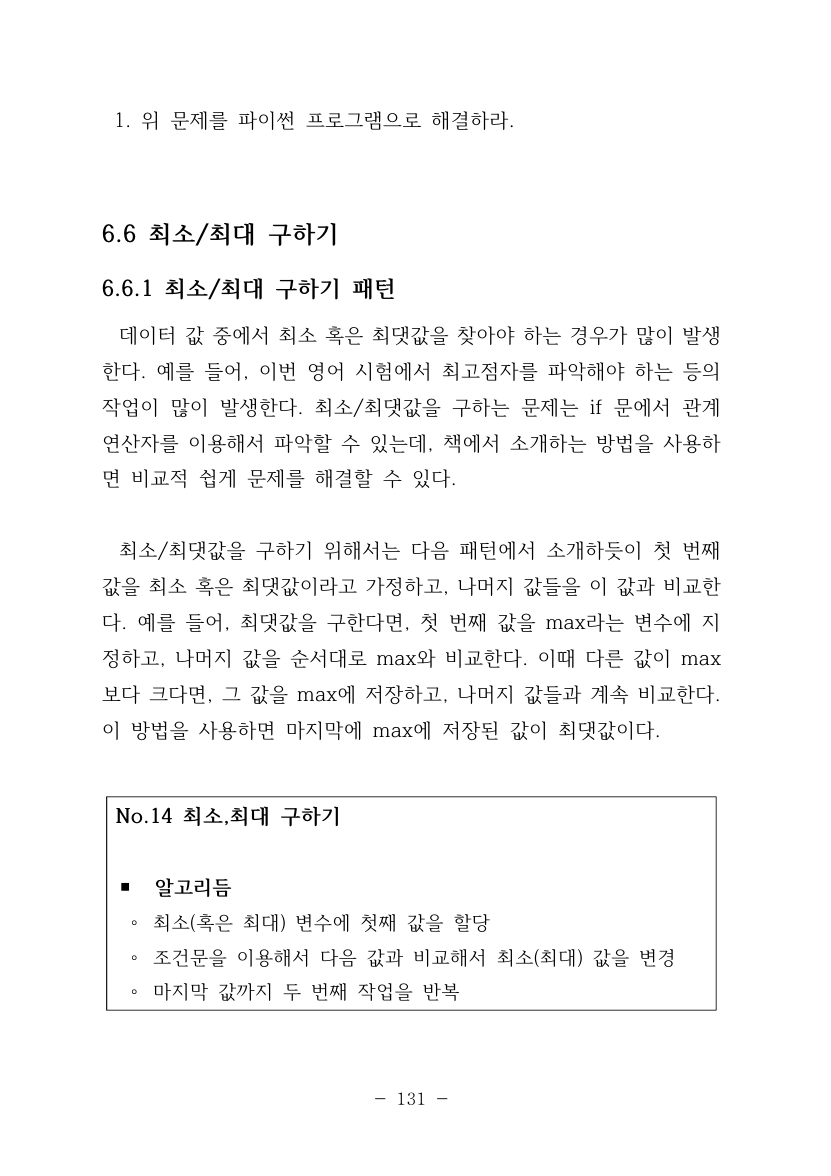 1. 위 문제를 파이썬 프로그램으로 해결하라.
6.6 최소/최대 구하기
6.6.1 최소/최대 구하기 패턴
데이터 값 중에서 최소 혹은 최댓값을 찾아야 하는 경우가 많이 발생
한다. 예를 들어, 이번 영어 시험에서 최고점자를 파악해야 하는 등의
작업이 많이 발생한다. 최소/최댓값을 구하는 문제는 if 문에서 관계
연산자를 이용해서 파악할 수 있는데, 책에서 소개하는 방법을 사용하
면 비교적 쉽게 문제를 해결할 수 있다.
최소/최댓값을 구하기 위해서는 다음 패턴에서 소개하듯이 첫 번째
값을 최소 혹은 최댓값이라고 가정하고, 나머지 값들을 이 값과 비교한
다. 예를 들어, 최댓값을 구한다면, 첫 번째 값을 max라는 변수에 지
정하고, 나머지 값을 순서대로 max와 비교한다. 이때 다른 값이 max
보다 크다면, 그 값을 max에 저장하고, 나머지 값들과 계속 비교한다.
이 방법을 사용하면 마지막에 max에 저장된 값이 최댓값이다.
No.14 최소,최대 구하기
▪ 알고리듬
◦ 최소(혹은 최대) 변수에 첫째 값을 할당
◦ 조건문을 이용해서 다음 값과 비교해서 최소(최대) 값을 변경
◦ 마지막 값까지 두 번째 작업을 반복
- 131 -